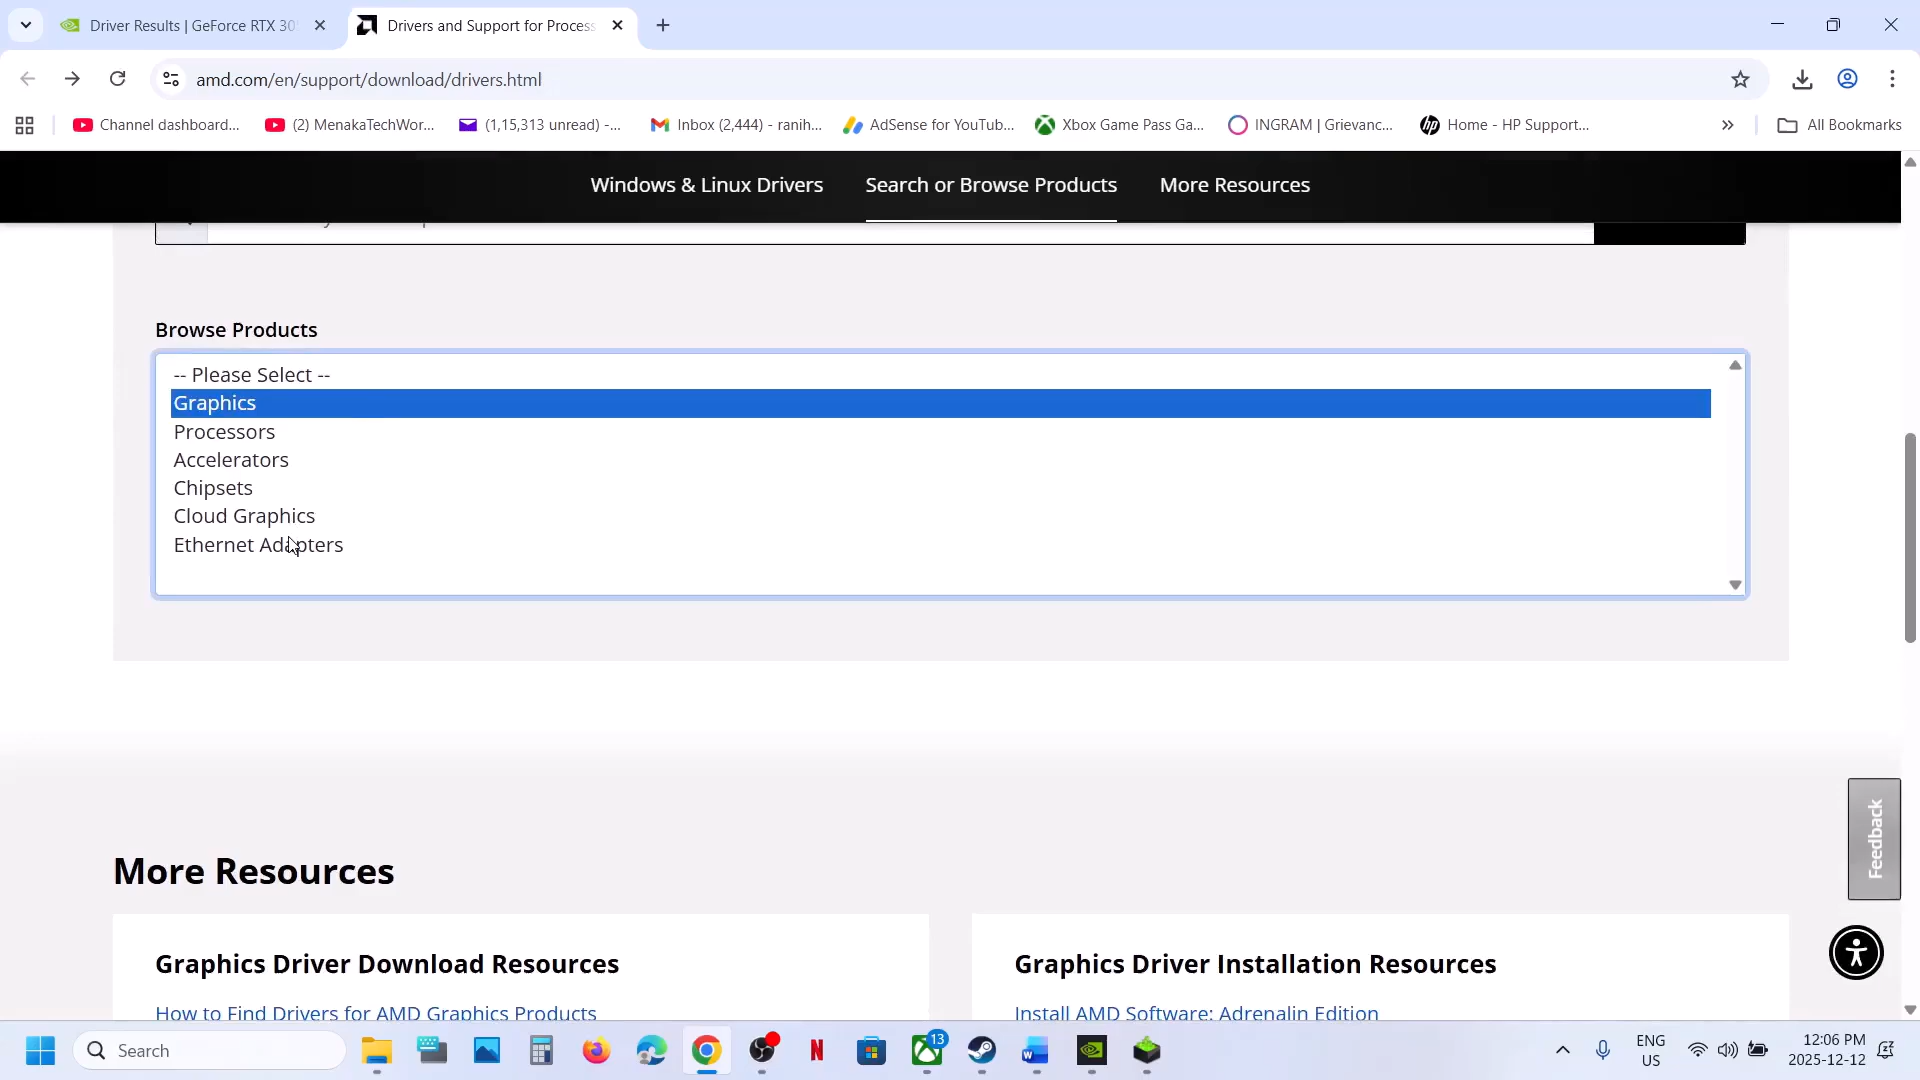 Driver Results | GeForce RTX 305
Drivers and Support for Process
amd.com/en/support/download/drivers.html
Channel dashboard...
(2) MenakaTechWor...
(1,15,313 unread) -...
Inbox (2,444) - ranih...
AdSense for YouTub...
Xbox Game Pass Ga...
INGRAM | Grievanc...
Home - HP Support...
All Bookmarks
Windows & Linux Drivers
Search or Browse Products
More Resources
Browse Products
-- Please Select --
Graphics
Processors
Accelerators
Chipsets
Cloud Graphics
Ethernet Adapters
Feedback
More Resources
Graphics Driver Download Resources
How to Find Drivers for AMD Graphics Products
Graphics Driver Installation Resources
Install AMD Software: Adrenalin Edition
Search
13
ENG
US
12:06 PM
2025-12-12